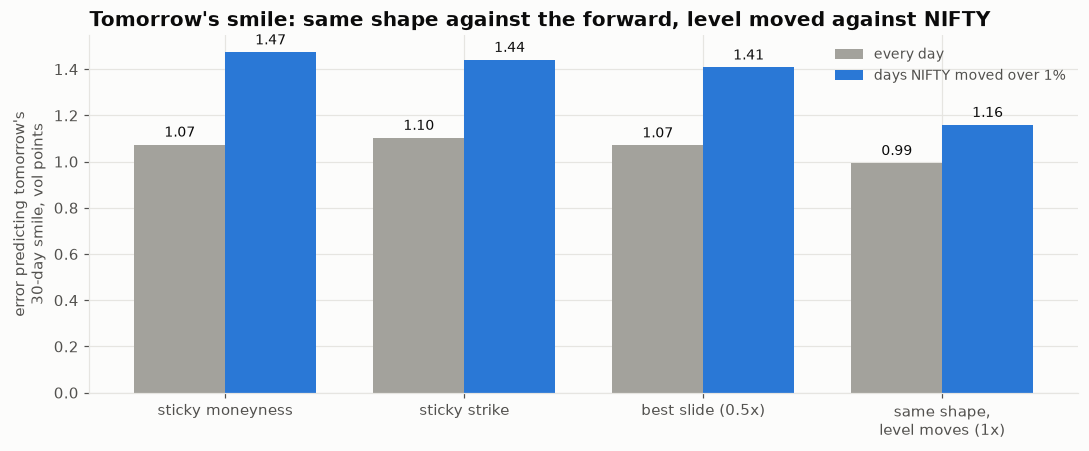 Tomorrow's smile: same shape against the forward, level moved against NIFTY
every day
days NIFTY moved over 1%
error predicting tomorrow's
30-day smile, vol points
1.4
1.2
1.0
0.8
0.6
0.4
0.2
0.0
1.07
1.47
1.10
1.44
1.07
1.41
0.99
1.16
sticky moneyness
sticky strike
best slide (0.5x)
same shape,
level moves (1x)